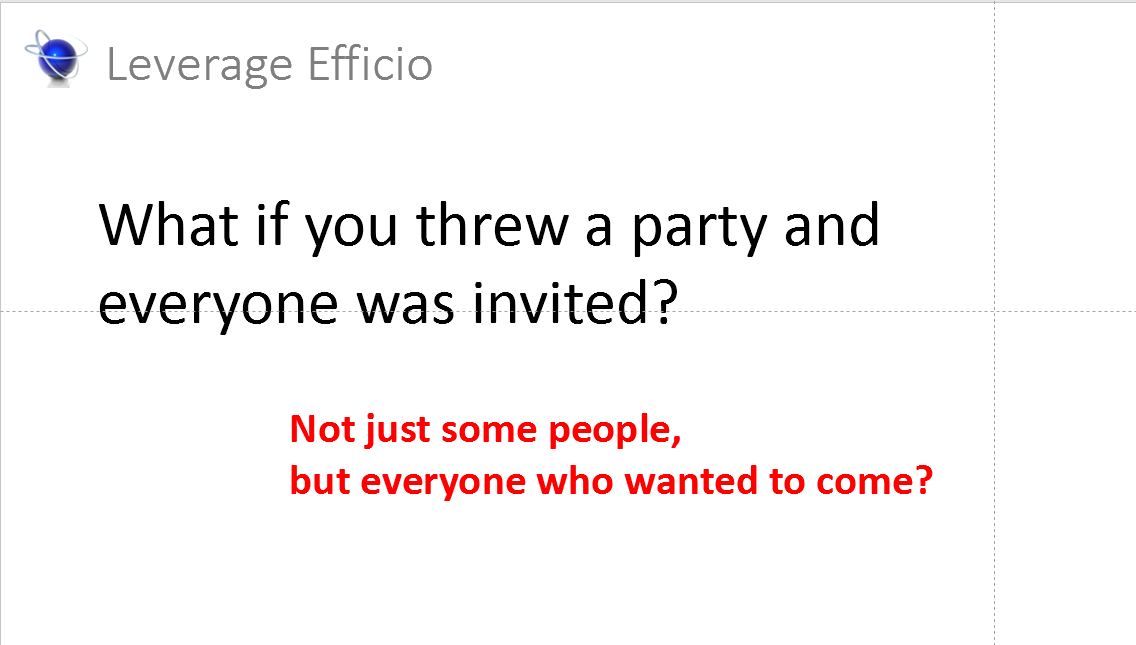 Leverage Efficio
What if you threw a party and
everyone was invited?
Not just some people,
but everyone who wanted to come?